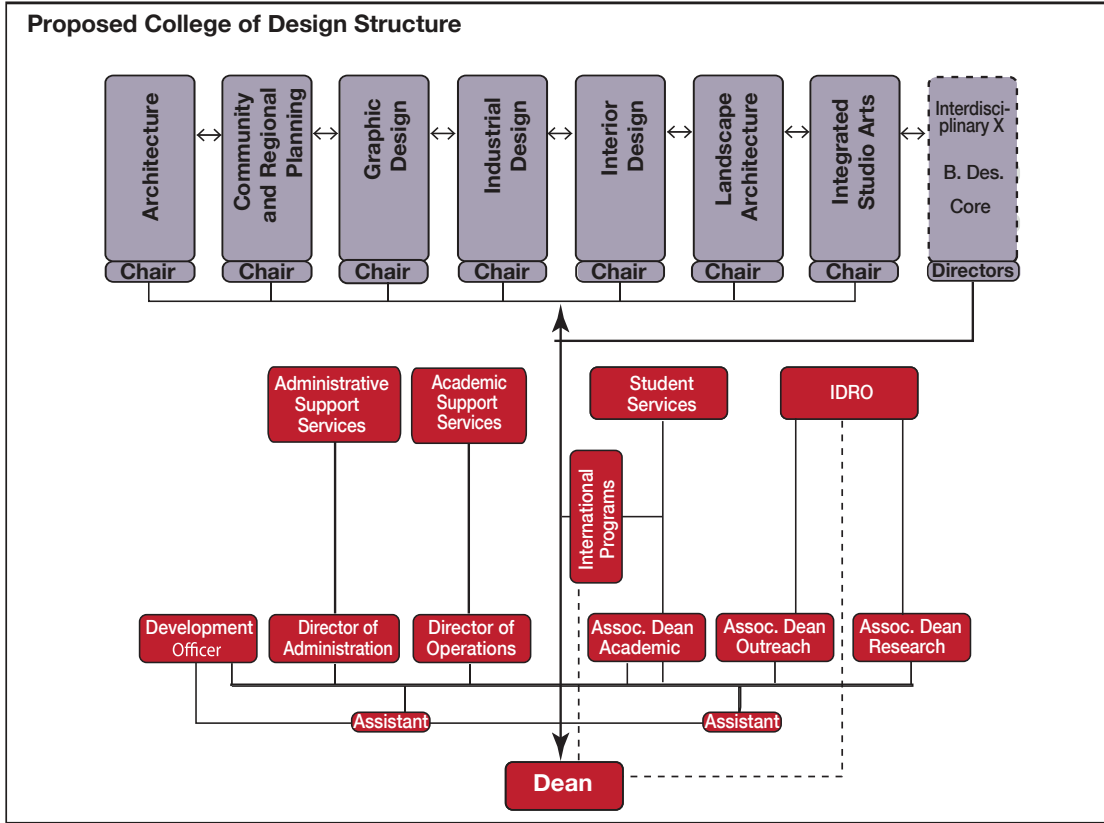 Proposed College of Design Structure
Architecture
Community
and Regional
Planning
Graphic
Design
Industrial
Design
Interior
Design
Landscape
Architecture
Integrated
Studio Arts
Interdisci-
plinary X
B. Des.
Core
Chair
Chair
Chair
Chair
Chair
Chair
Chair
Directors
Administrative
Support
Services
Academic
Support
Services
Student
Services
IDRO
International
Programs
Development
Officer
Director of
Administration
Director of
Operations
Assoc. Dean
Academic
Assoc. Dean
Outreach
Assoc. Dean
Research
Assistant
Assistant
Dean